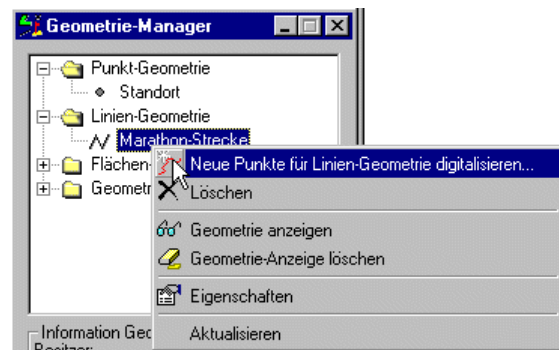 Geometrie-Manager
Punkt-Geometrie
Standort
Linien-Geometrie
Marathon-Strecke
Flächen-
Neue Punkte für Linien-Geometrie digitalisieren...
Geometr
Löschen
Geometrie anzeigen
Geometrie-Anzeige löschen
Eigenschaften
Information Geo
Aktualisieren
Besitzer: